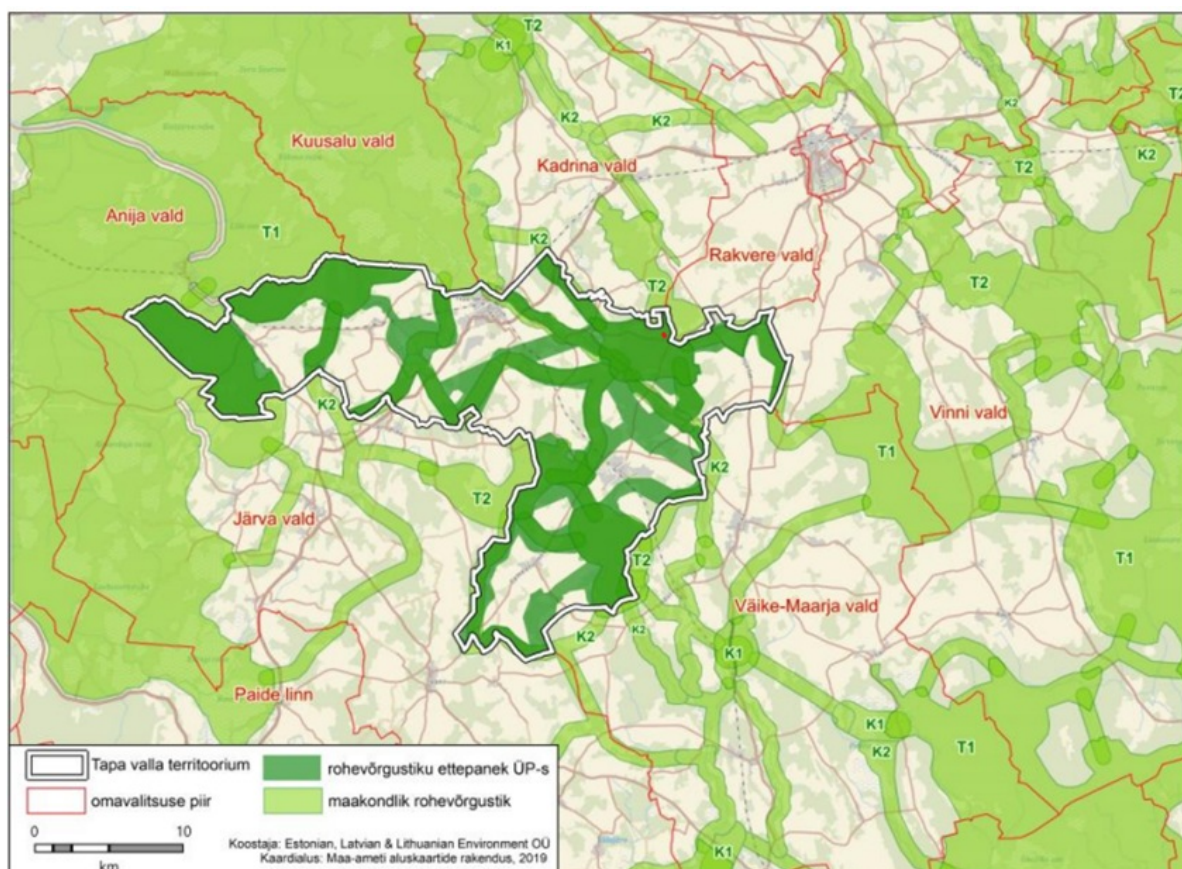 T2
K1
T2
Kuusalu vald
K2
K2
K2
T2
K2
Kadrina vald
Anija vald
T1
K2
Rakvere vald
T2
T2
K2
Vinni vald
T1
K2
T2
K2
Järva vald
T2
T1
Väike-Maarja vald
K2
K2
K1
Paide linn
K1
K2
T1
K1
Tapa valla territoorium
rohevõrgustiku ettepanek ÜP-s
omavalitsuse piir
maakondlik rohevõrgustik
0 10
km
Koostaja: Estonian, Latvian & Lithuanian Environment OÜ
Kaardialus: Maa-ameti aluskaartide rakendus, 2019